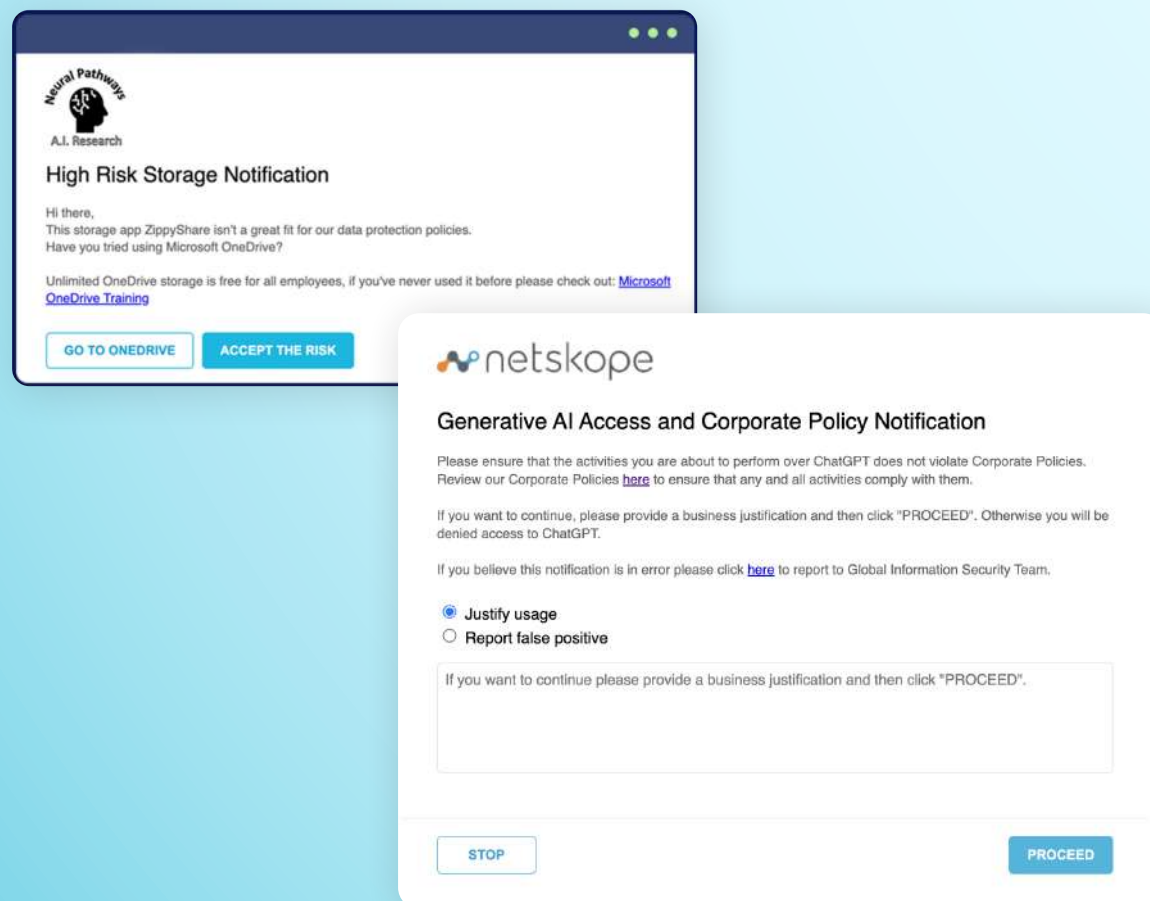 Neural Pathways
A.I. Research
High Risk Storage Notification
Hi there,
This storage app ZippyShare isn't a great fit for our data protection policies.
Have you tried using Microsoft OneDrive?
Unlimited OneDrive storage is free for all employees, if you've never used it before please check out: Microsoft
OneDrive Training
GO TO ONEDRIVE
ACCEPT THE RISK
netskope
Generative AI Access and Corporate Policy Notification
Please ensure that the activities you are about to perform over ChatGPT does not violate Corporate Policies.
Review our Corporate Policies here to ensure that any and all activities comply with them.
If you want to continue, please provide a business justification and then click "PROCEED". Otherwise you will be
denied access to ChatGPT.
If you believe this notification is in error please click here to report to Global Information Security Team.
Justify usage
Report false positive
If you want to continue please provide a business justification and then click "PROCEED".
STOP
PROCEED